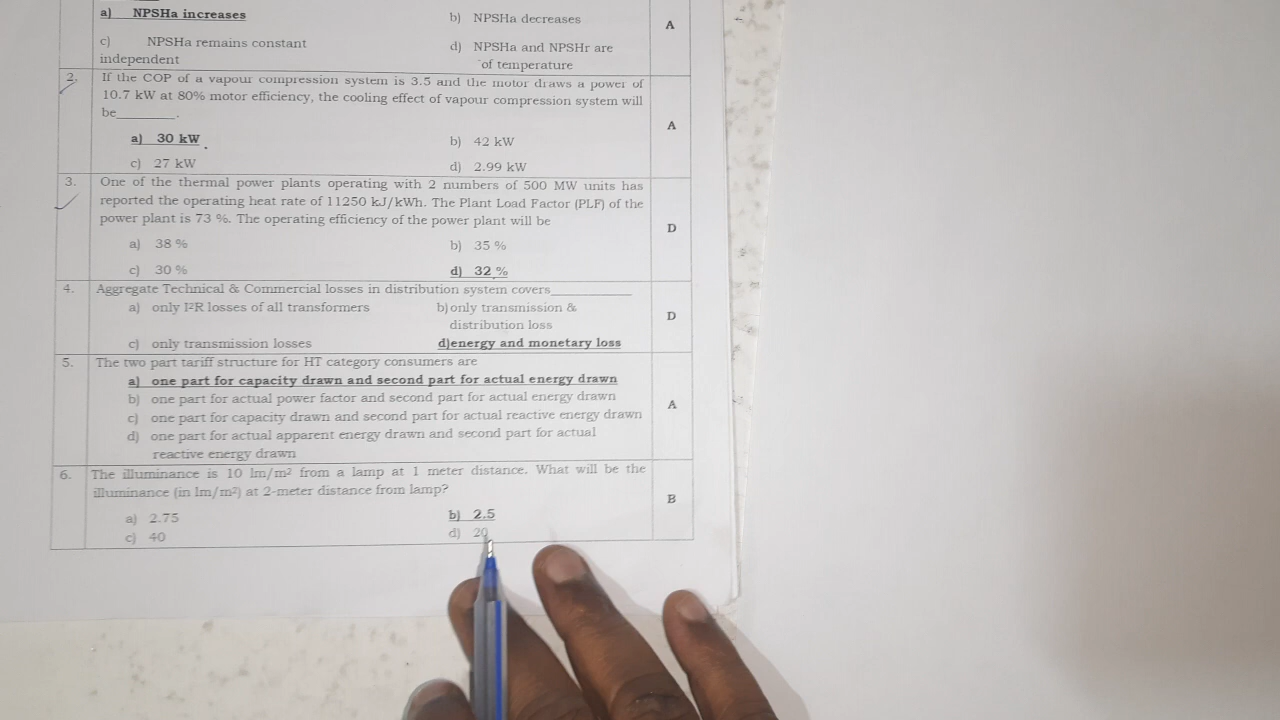 a) NPSHa increases b) NPSHa decreases A
c) NPSHa remains constant d) NPSHa and NPSHr are
independent of temperature
2. If the COP of a vapour compression system is 3.5 and the motor draws a power of
10.7 kW at 80% motor efficiency, the cooling effect of vapour compression system will
be________.
A
a) 30 kW b) 42 kW
c) 27 kW d) 2.99 kW
3. One of the thermal power plants operating with 2 numbers of 500 MW units has
reported the operating heat rate of 11250 kJ/kWh. The Plant Load Factor (PLF) of the
power plant is 73 %. The operating efficiency of the power plant will be
D
a) 38 % b) 35 %
c) 30 % d) 32 %
4. Aggregate Technical & Commercial losses in distribution system covers___________
a) only I²R losses of all transformers b)only transmission &
distribution loss
D
c) only transmission losses d)energy and monetary loss
5. The two part tariff structure for HT category consumers are
a) one part for capacity drawn and second part for actual energy drawn
b) one part for actual power factor and second part for actual energy drawn
A
c) one part for capacity drawn and second part for actual reactive energy drawn
d) one part for actual apparent energy drawn and second part for actual
reactive energy drawn
6. The illuminance is 10 lm/m² from a lamp at 1 meter distance. What will be the
illuminance (in lm/m²) at 2-meter distance from lamp?
B
a) 2.75 b) 2.5
c) 40 d) 20